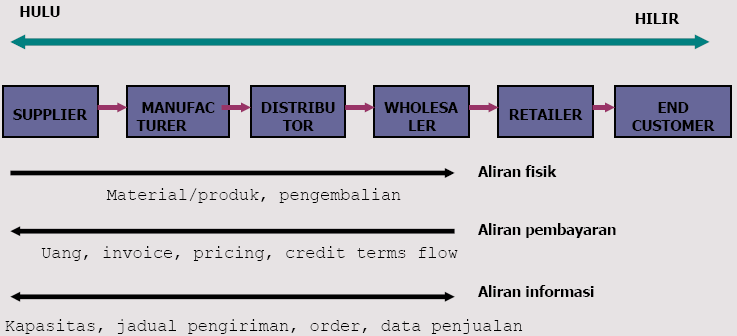 HULU
HILIR
SUPPLIER
MANUFAC
TURER
DISTRIBU
TOR
WHOLESA
LER
RETAILER
END
CUSTOMER
Aliran fisik
Material/produk, pengembalian
Aliran pembayaran
Uang, invoice, pricing, credit terms flow
Aliran informasi
Kapasitas, jadual pengiriman, order, data penjualan